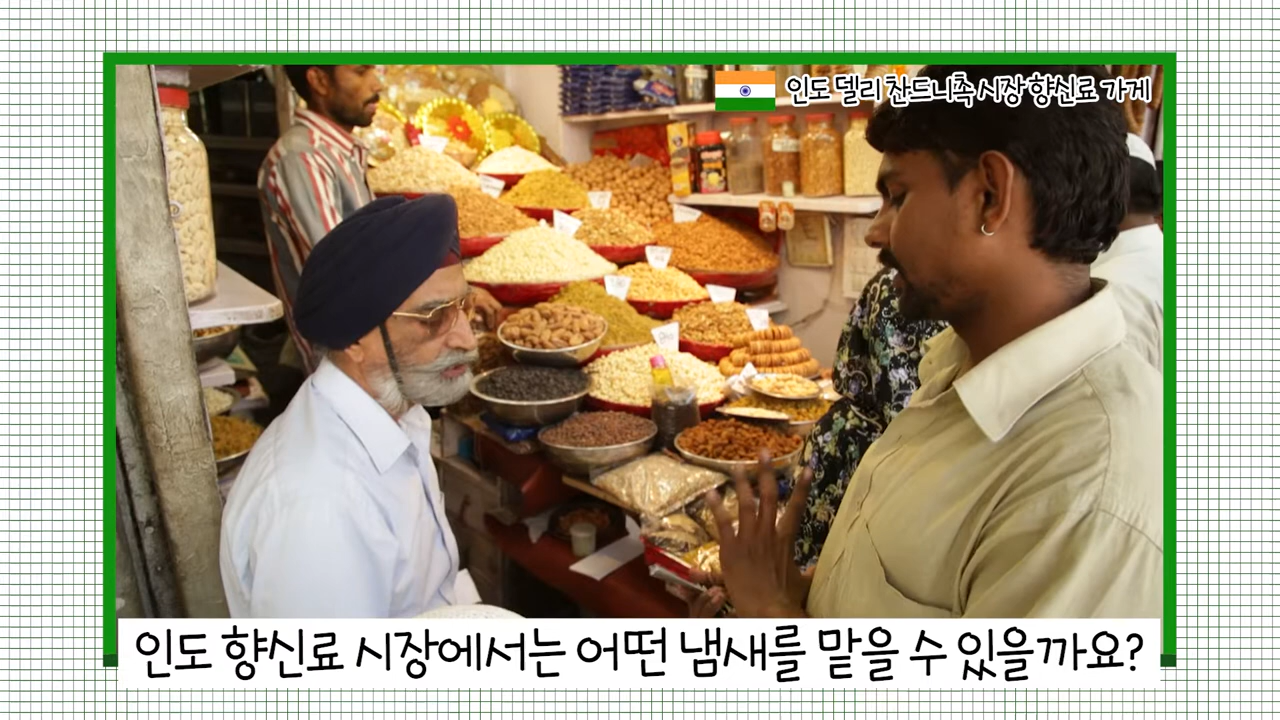 인도 델리 찬드니촉 시장 향신료 가게
인도 향신료 시장에서는 어떤 냄새를 맡을 수 있을까요?